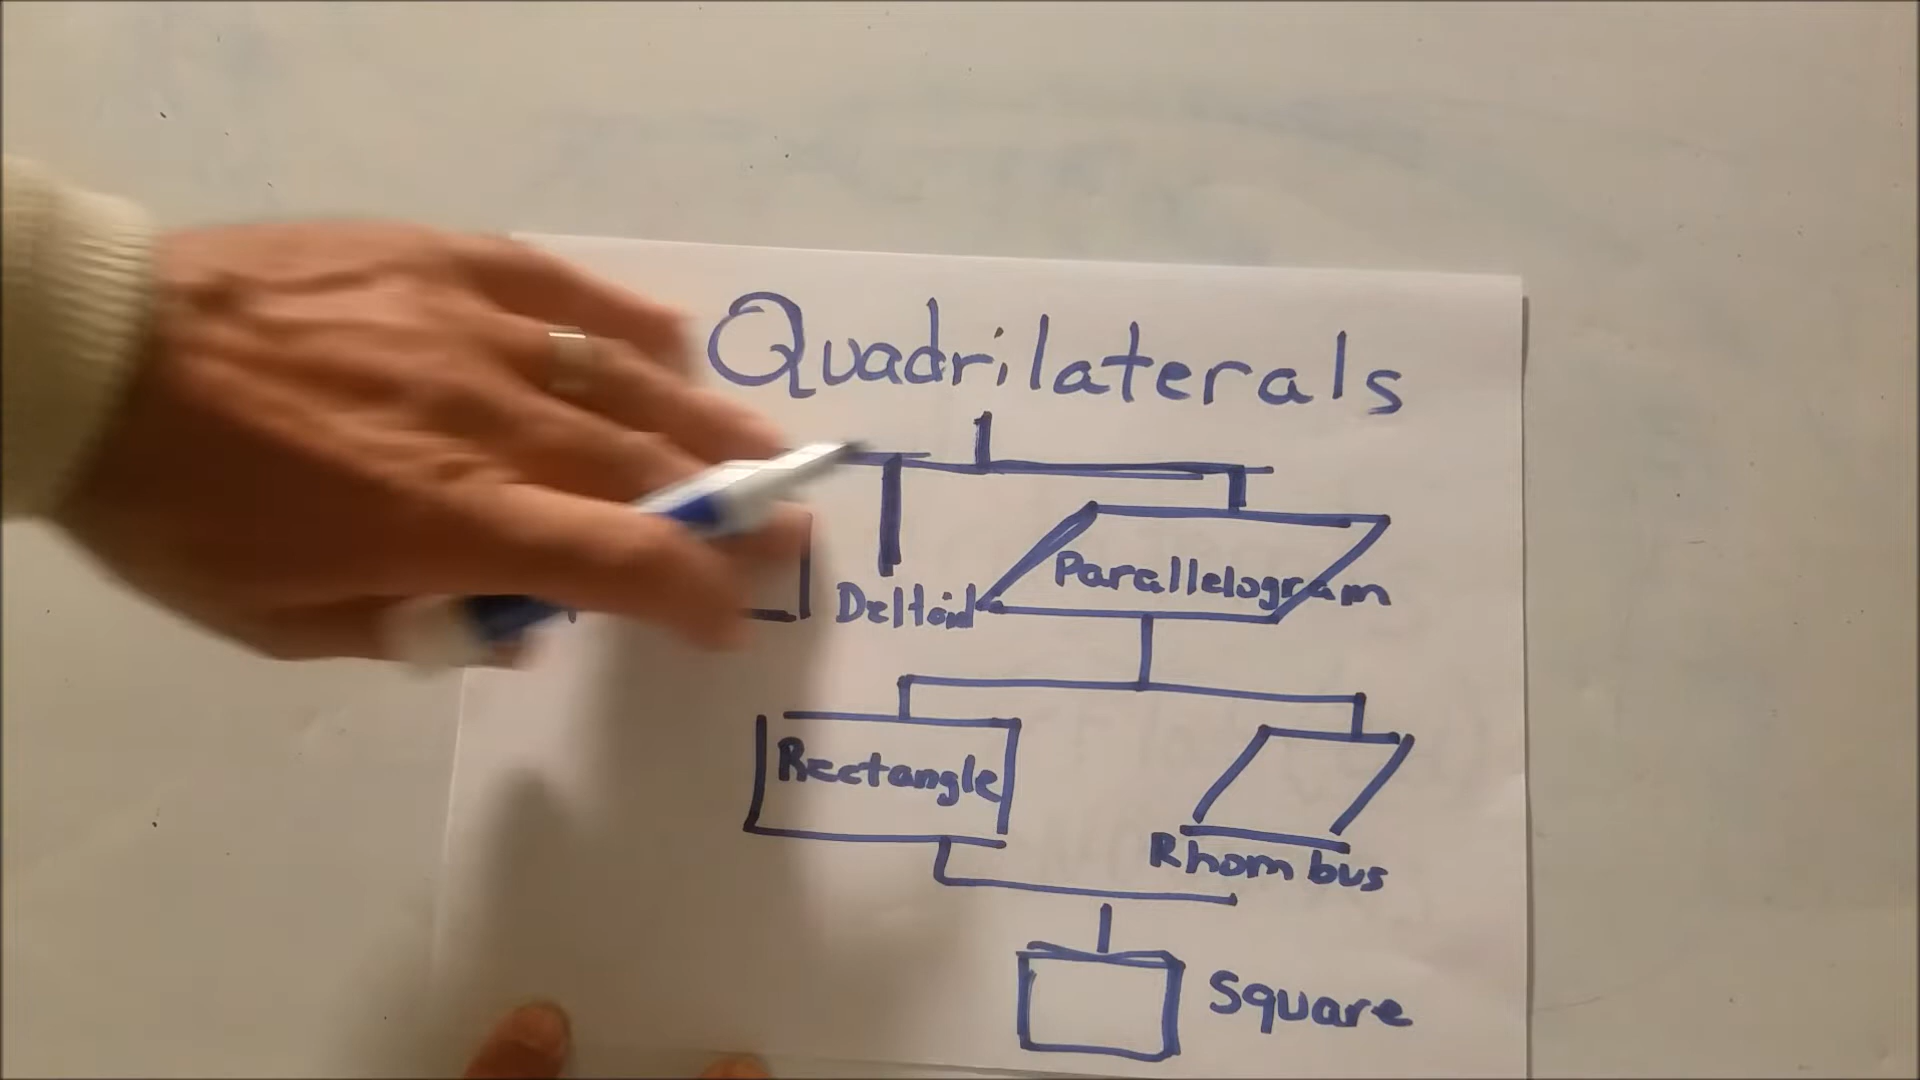 Quadrilaterals
Deltoid
Parallelogram
Rectangle
Rhombus
Square